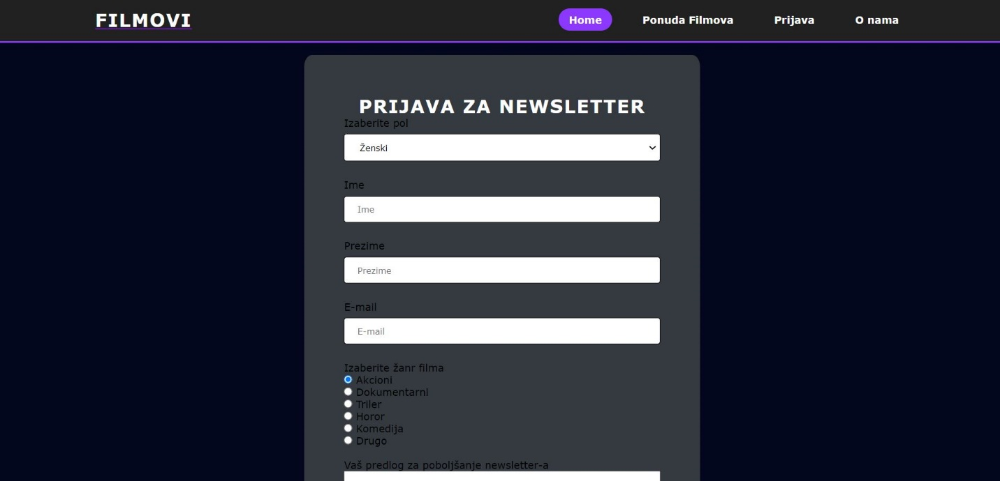 FILMOVI
Home Ponuda Filmova Prijava O nama
PRIJAVA ZA NEWSLETTER
Izaberite pol
Ženski
Ime
Ime
Prezime
Prezime
E-mail
E-mail
Izaberite žanr filma
Akcioni
Dokumentarni
Triler
Horor
Komedija
Drugo
Vaš predlog za poboljšanje newsletter-a